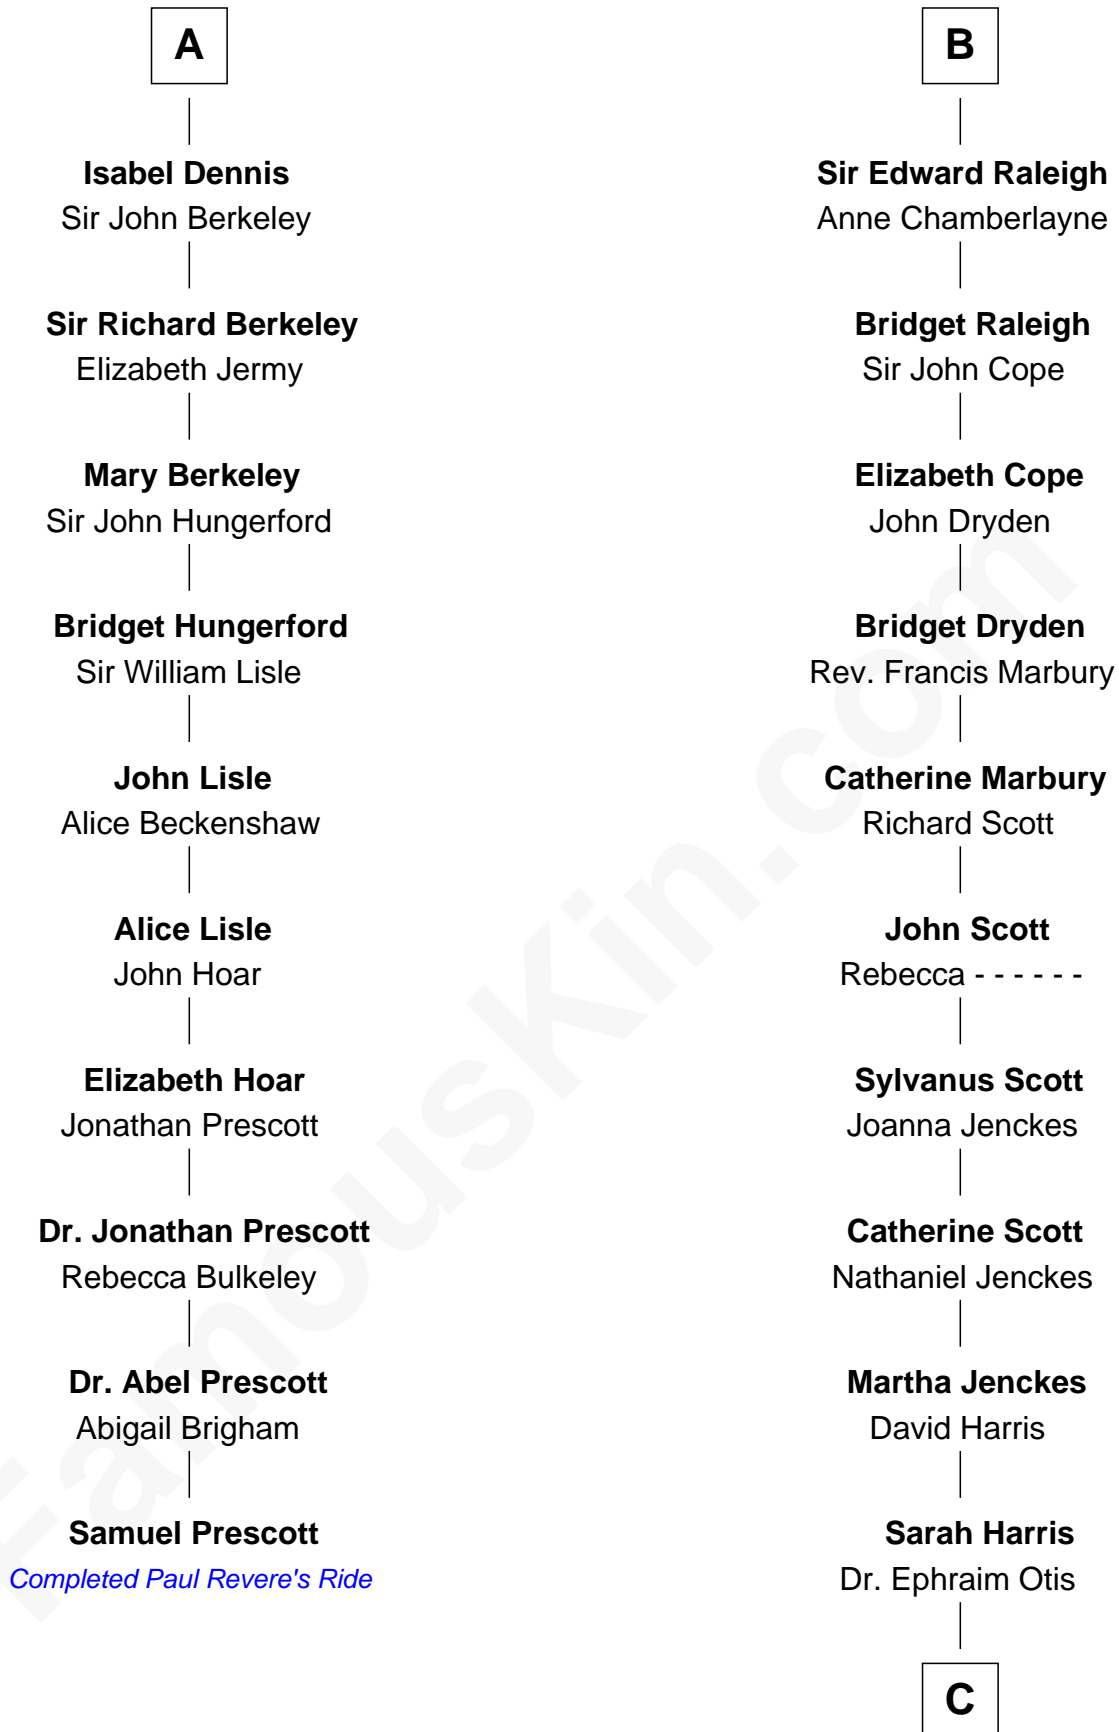 A
Isabel Dennis
Sir John Berkeley
Sir Richard Berkeley
Elizabeth Jermy
Mary Berkeley
Sir John Hungerford
Bridget Hungerford
Sir William Lisle
John Lisle
Alice Beckenshaw
Alice Lisle
John Hoar
Elizabeth Hoar
Jonathan Prescott
Dr. Jonathan Prescott
Rebecca Bulkeley
Dr. Abel Prescott
Abigail Brigham
Samuel Prescott
Completed Paul Revere's Ride
B
Sir Edward Raleigh
Anne Chamberlayne
Bridget Raleigh
Sir John Cope
Elizabeth Cope
John Dryden
Bridget Dryden
Rev. Francis Marbury
Catherine Marbury
Richard Scott
John Scott
Rebecca - - - - - -
Sylvanus Scott
Joanna Jenckes
Catherine Scott
Nathaniel Jenckes
Martha Jenckes
David Harris
Sarah Harris
Dr. Ephraim Otis
C
FamousKin.com